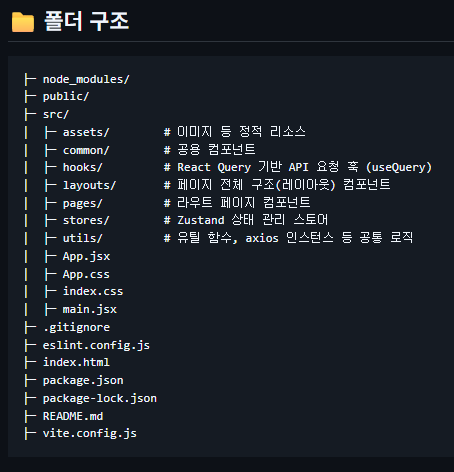 📁 폴더 구조
├─ node_modules/
├─ public/
├─ src/
│ ├─ assets/ # 이미지 등 정적 리소스
│ ├─ common/ # 공용 컴포넌트
│ ├─ hooks/ # React Query 기반 API 요청 훅 (useQuery)
│ ├─ layouts/ # 페이지 전체 구조(레이아웃) 컴포넌트
│ ├─ pages/ # 라우트 페이지 컴포넌트
│ ├─ stores/ # Zustand 상태 관리 스토어
│ ├─ utils/ # 유틸 함수, axios 인스턴스 등 공통 로직
│ ├─ App.jsx
│ ├─ App.css
│ ├─ index.css
│ ├─ main.jsx
├─ .gitignore
├─ eslint.config.js
├─ index.html
├─ package.json
├─ package-lock.json
├─ README.md
├─ vite.config.js